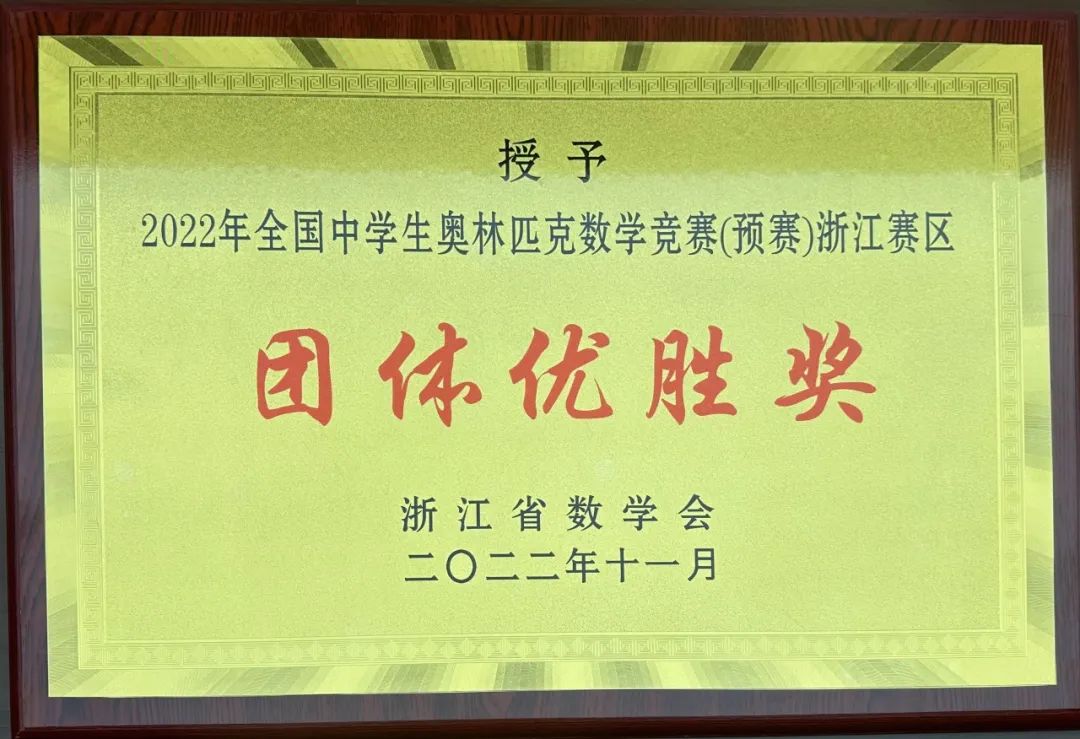 授予
2022年全国中学生奥林匹克数学竞赛(预赛)浙江赛区
团体优胜奖
浙江省数学会
二〇二二年十一月